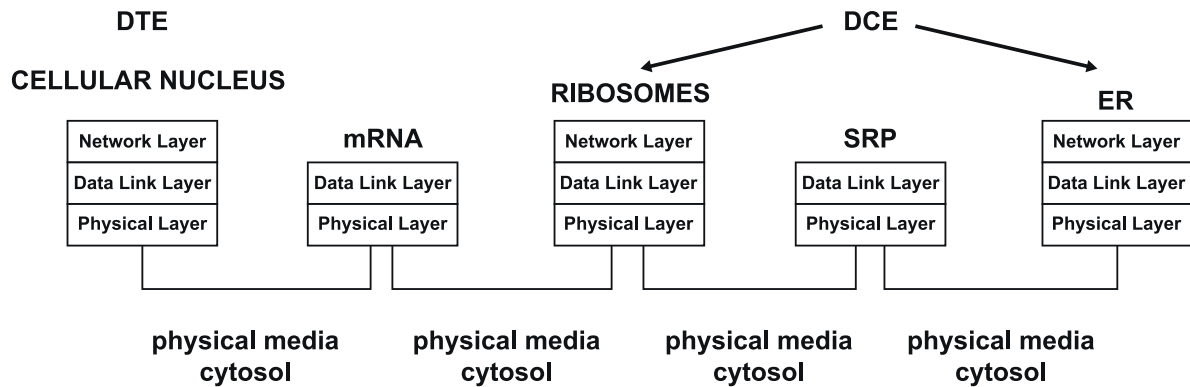 DTE
DCE
CELLULAR NUCLEUS
RIBOSOMES
ER
mRNA
SRP
Network Layer
Network Layer
Network Layer
Data Link Layer
Data Link Layer
Data Link Layer
Data Link Layer
Data Link Layer
Physical Layer
Physical Layer
Physical Layer
Physical Layer
Physical Layer
physical media
cytosol
physical media
cytosol
physical media
cytosol
physical media
cytosol